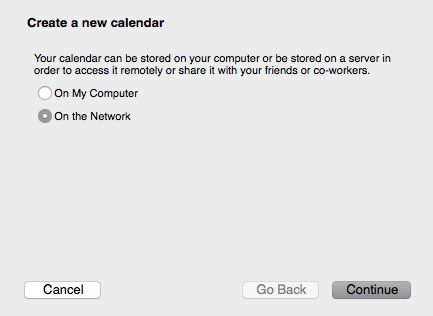 Create a new calendar
Your calendar can be stored on your computer or be stored on a server in
order to access it remotely or share it with your friends or co-workers.
On My Computer
On the Network
Cancel
Go Back
Continue